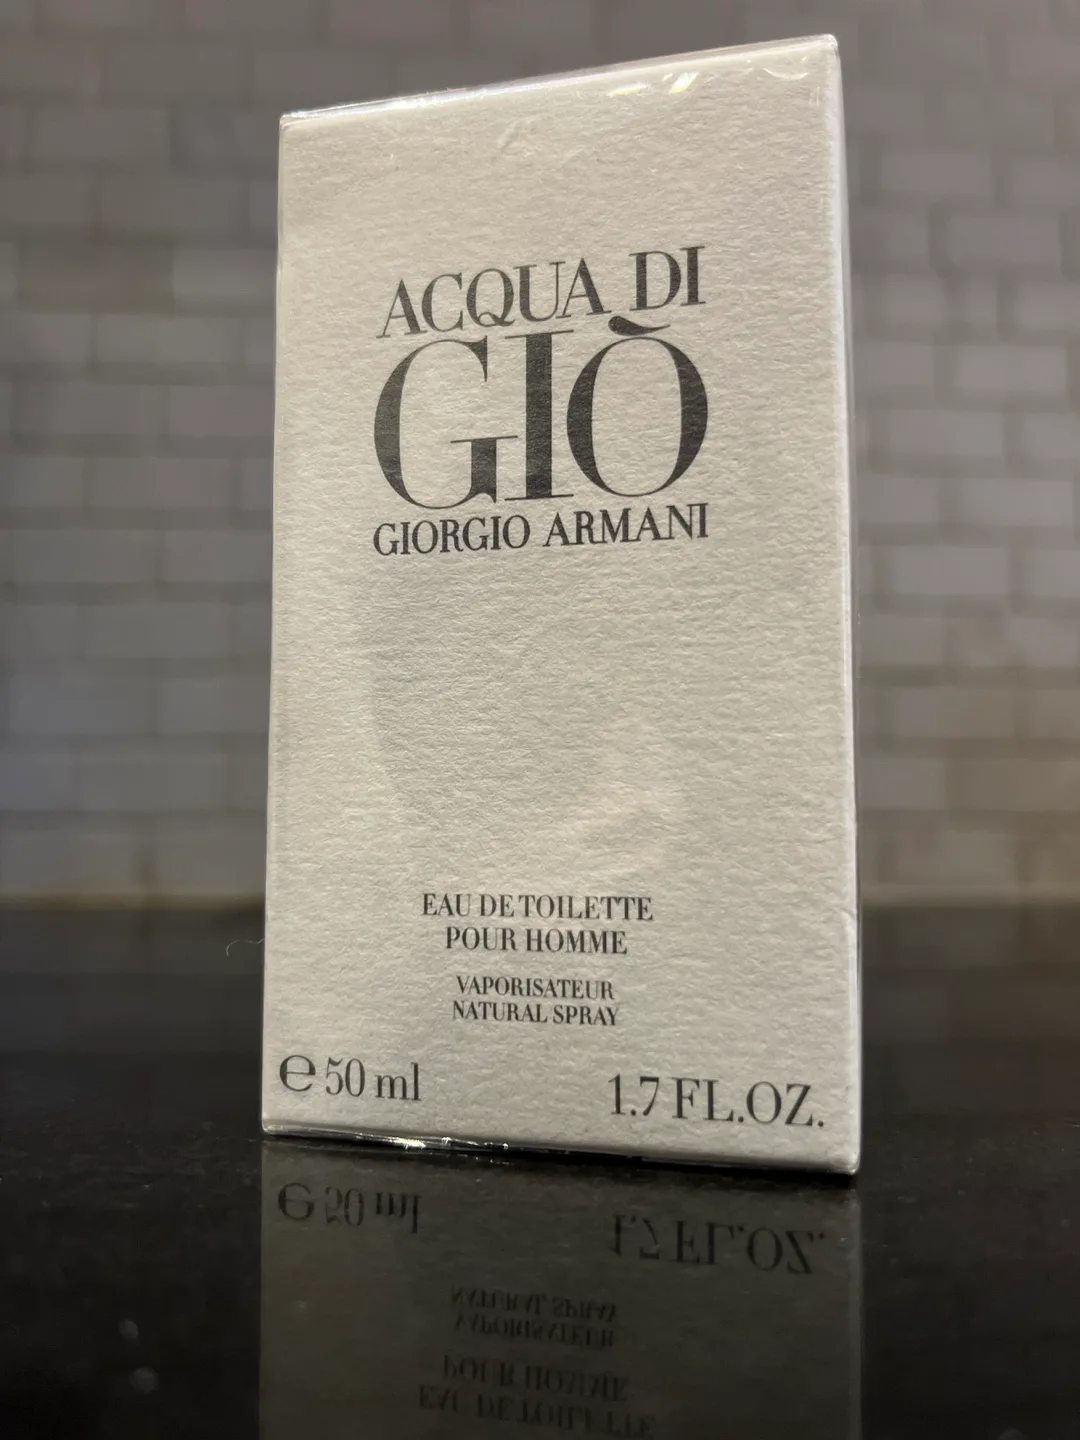 ACQUA DI
GIÒ
GIORGIO ARMANI
EAU DE TOILETTE
POUR HOMME
VAPORISATEUR
NATURAL SPRAY
℮ 50 ml 1.7 FL.OZ.